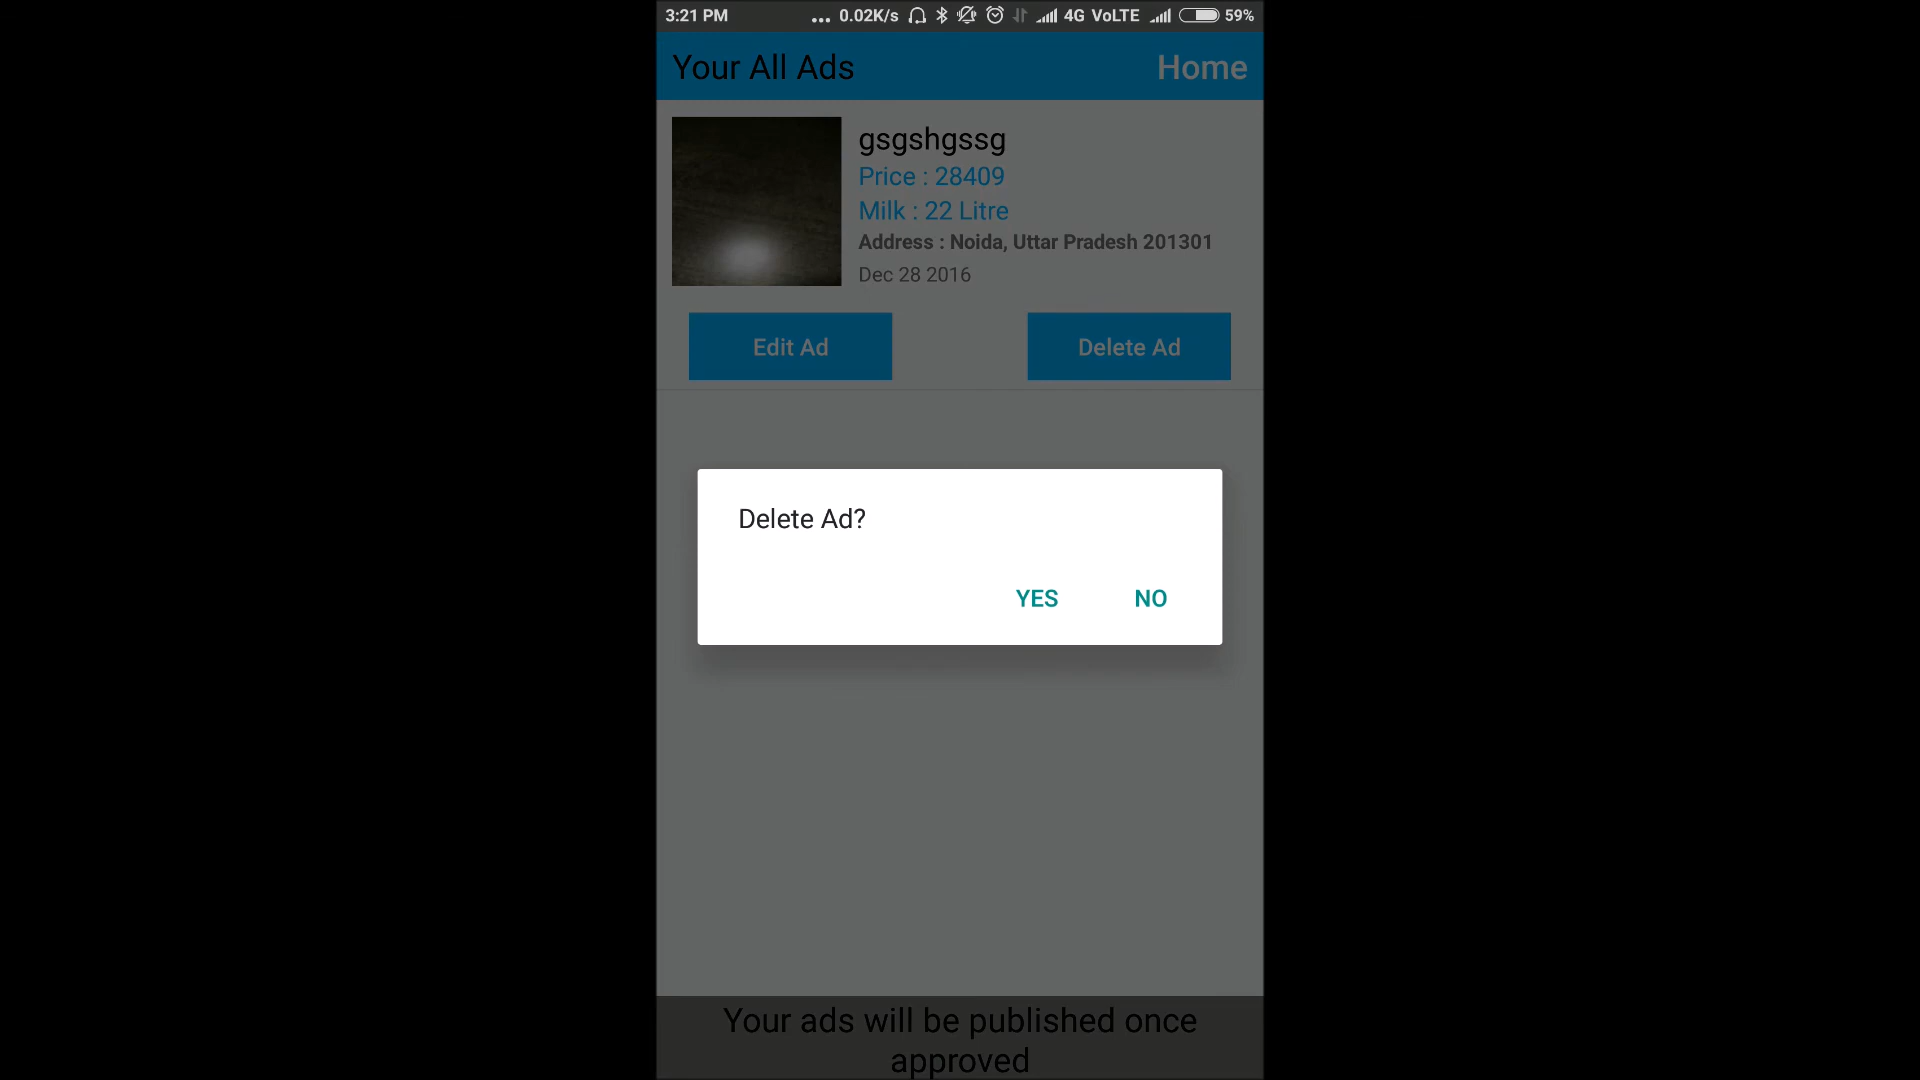 3:21 PM ... 0.02K/s 4G VoLTE 59%
Your All Ads Home
gsgshgssg
Price : 28409
Milk : 22 Litre
Address : Noida, Uttar Pradesh 201301
Dec 28 2016
Edit Ad Delete Ad
Delete Ad?
YES NO
Your ads will be published once
approved